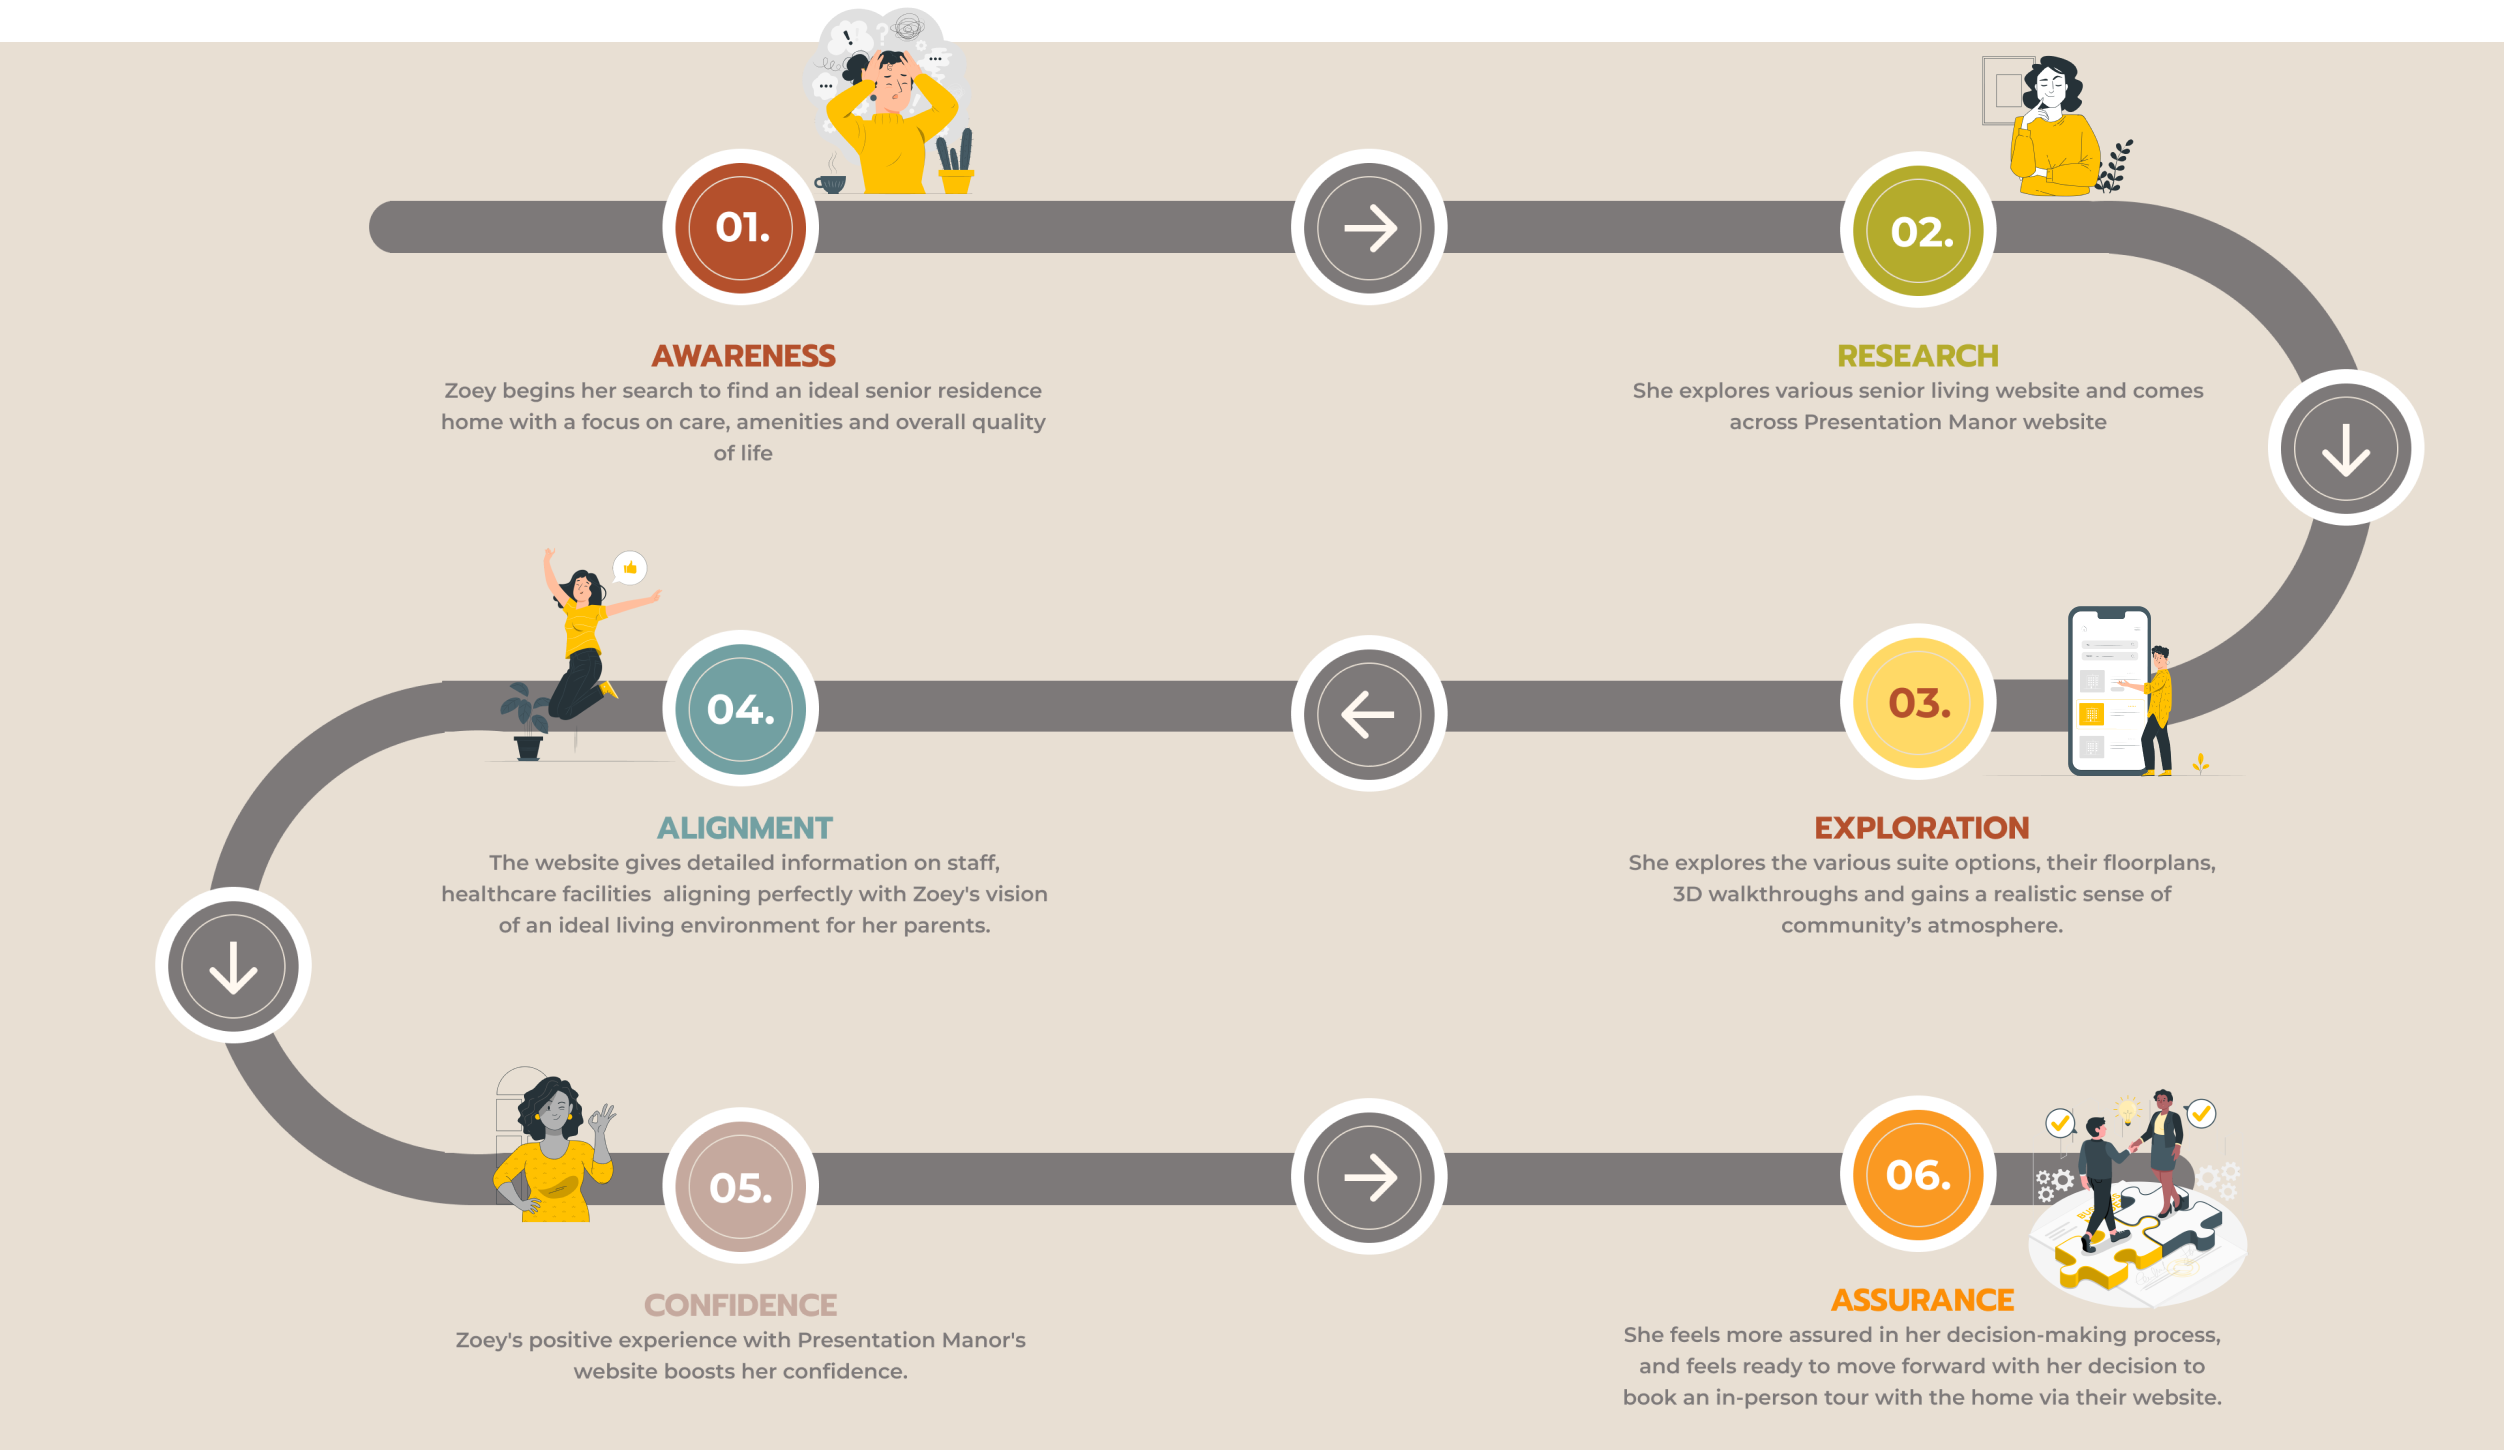 01.
02.
AWARENESS
Zoey begins her search to find an ideal senior residence
home with a focus on care, amenities and overall quality
of life
RESEARCH
She explores various senior living website and comes
across Presentation Manor website
03.
EXPLORATION
She explores the various suite options, their floorplans,
3D walkthroughs and gains a realistic sense of
community’s atmosphere.
04.
ALIGNMENT
The website gives detailed information on staff,
healthcare facilities  aligning perfectly with Zoey's vision
of an ideal living environment for her parents.
05.
CONFIDENCE
Zoey's positive experience with Presentation Manor's
website boosts her confidence.
06.
ASSURANCE
She feels more assured in her decision-making process,
and feels ready to move forward with her decision to
book an in-person tour with the home via their website.